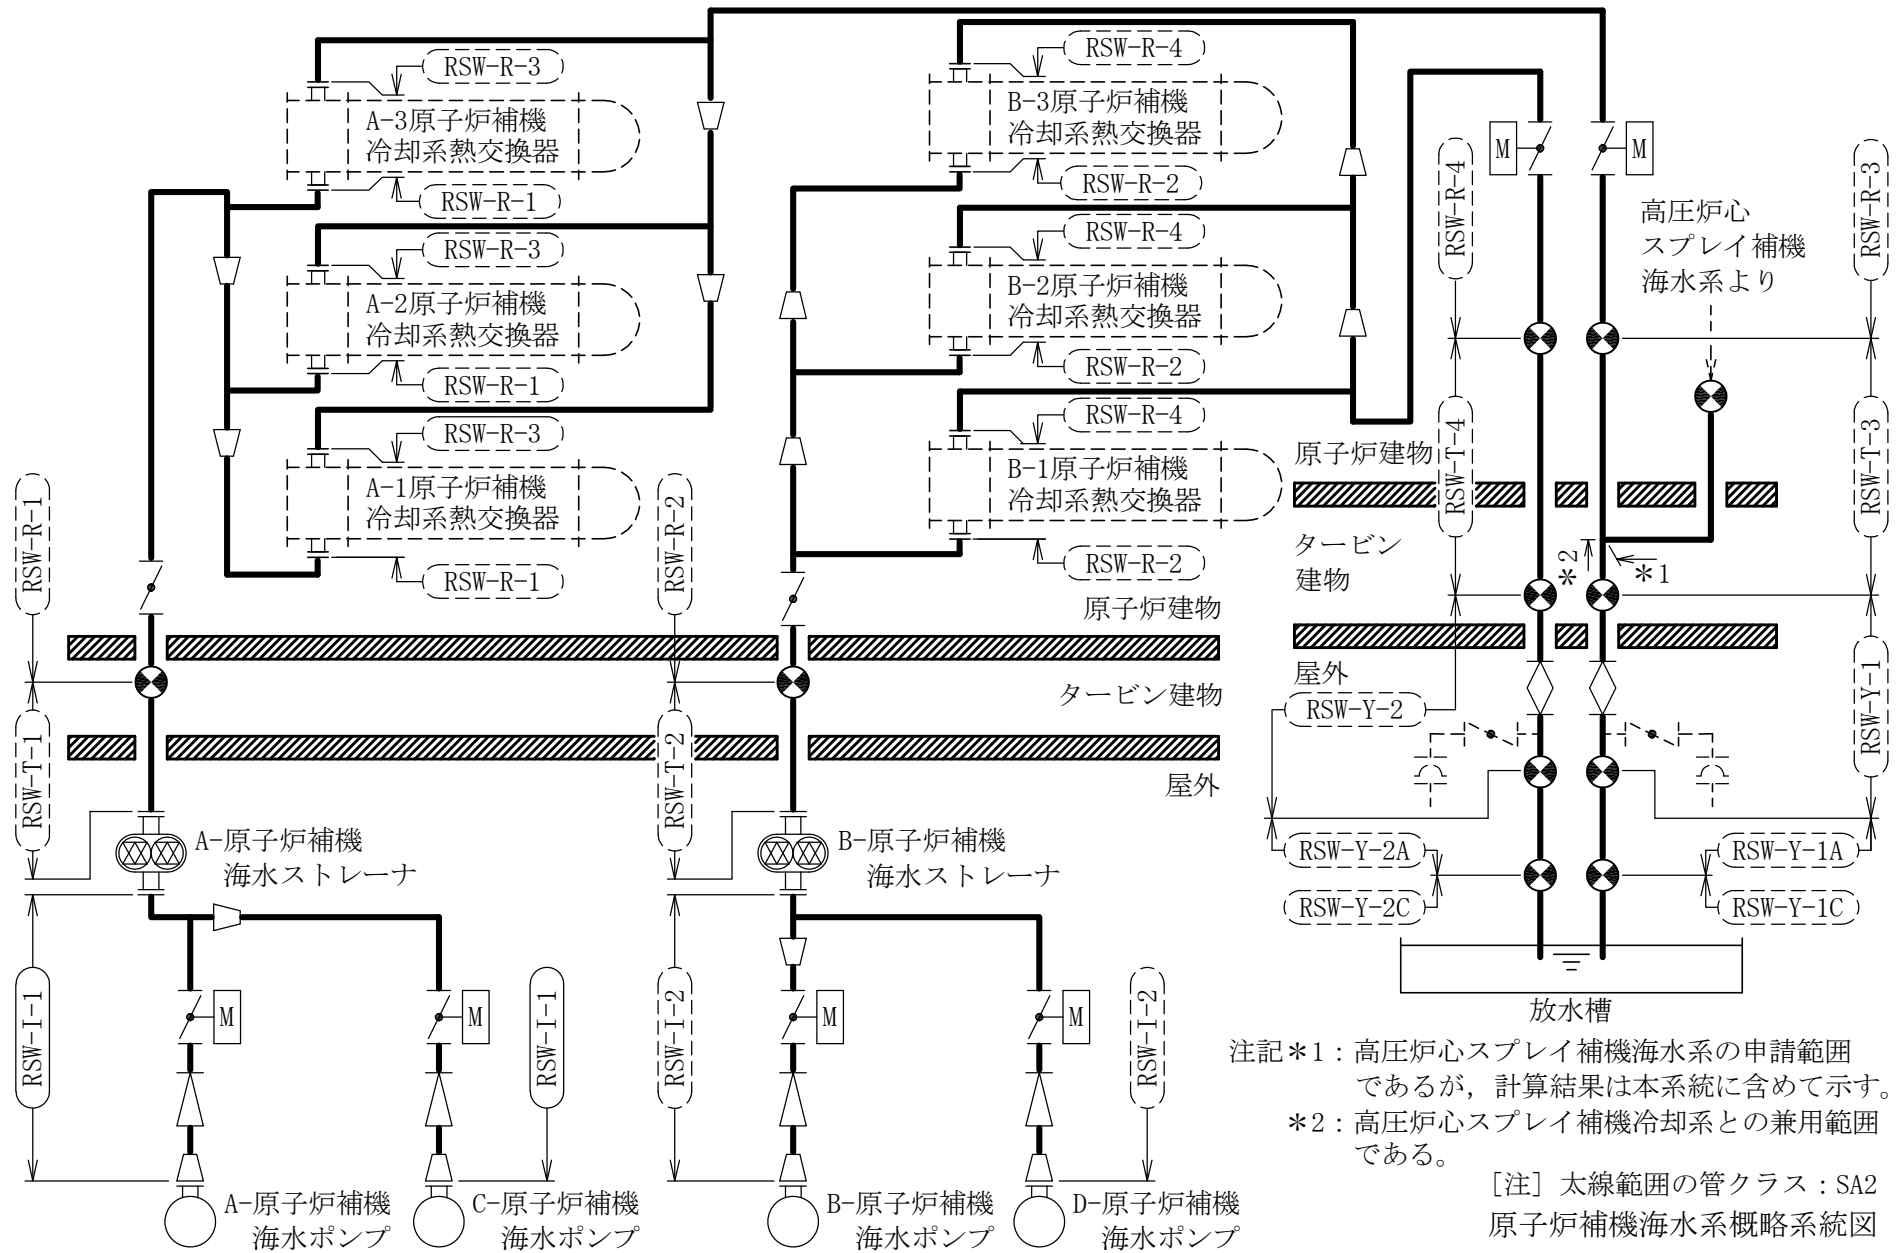 RSW-R-3
A-3原子炉補機
冷却系熱交換器
RSW-R-1
RSW-R-3
A-2原子炉補機
冷却系熱交換器
RSW-R-1
RSW-R-3
A-1原子炉補機
冷却系熱交換器
RSW-R-1
RSW-R-4
B-3原子炉補機
冷却系熱交換器
RSW-R-2
RSW-R-4
B-2原子炉補機
冷却系熱交換器
RSW-R-2
RSW-R-4
B-1原子炉補機
冷却系熱交換器
RSW-R-2
M
M
RSW-R-4
RSW-R-3
高圧炉心
スプレイ補機
海水系より
RSW-T-4
RSW-T-3
原子炉建物
タービン
建物
*2
*1
屋外
RSW-Y-2
RSW-Y-1
RSW-Y-2A
RSW-Y-1A
RSW-Y-2C
RSW-Y-1C
放水槽
RSW-R-1
RSW-R-2
原子炉建物
タービン建物
屋外
RSW-T-1
RSW-T-2
A-原子炉補機
海水ストレーナ
B-原子炉補機
海水ストレーナ
RSW-I-1
M
M
RSW-I-1
RSW-I-2
M
M
RSW-I-2
A-原子炉補機
海水ポンプ
C-原子炉補機
海水ポンプ
B-原子炉補機
海水ポンプ
D-原子炉補機
海水ポンプ
注記*1:高圧炉心スプレイ補機海水系の申請範囲
であるが，計算結果は本系統に含めて示す。
*2:高圧炉心スプレイ補機冷却系との兼用範囲
である。
［注］太線範囲の管クラス:SA2
原子炉補機海水系概略系統図